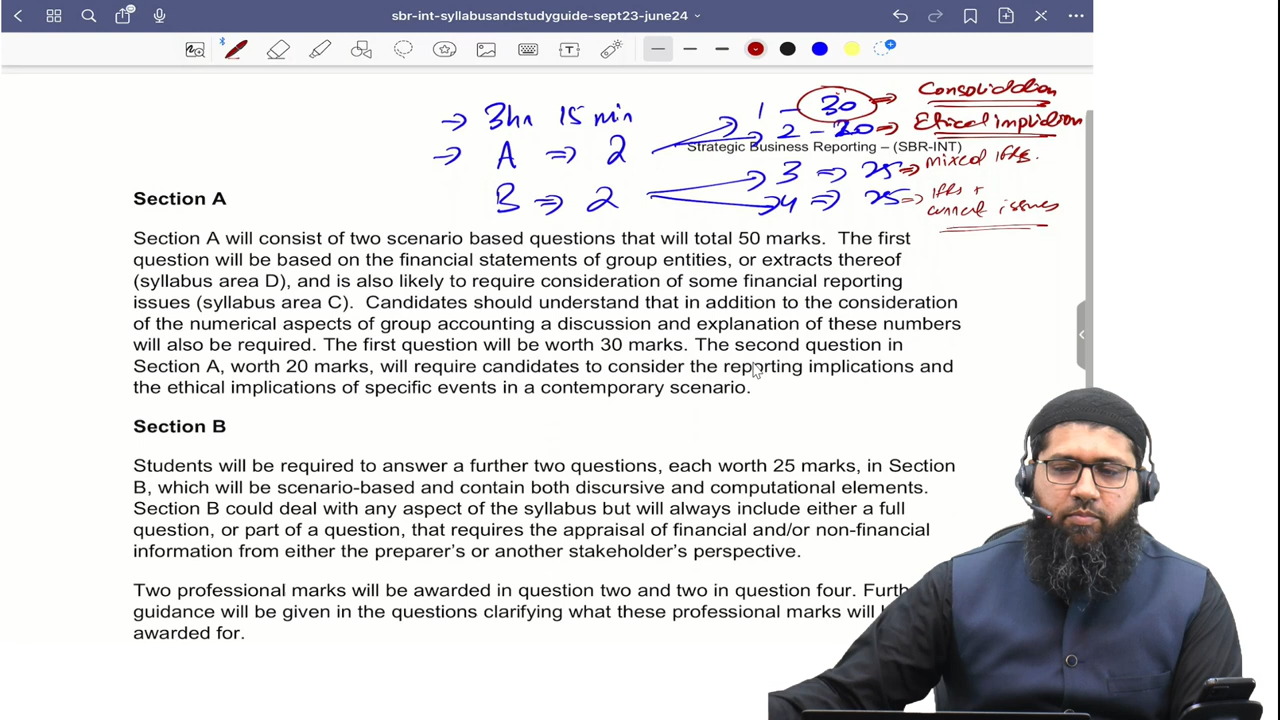 sbr-int-syllabusandstudyguide-sept23-june24
→ 3hr 15 min
→ A ⇒ 2
B ⇒ 2
1 - 30 ⇒ Consolidation
2 - 20 ⇒ Ethical implication
Strategic Business Reporting – (SBR-INT)
3 ⇒ 25 ⇒ mixed IFRS.
4 ⇒ 25 ⇒ IFRS +
current issues
Section A
Section A will consist of two scenario based questions that will total 50 marks. The first
question will be based on the financial statements of group entities, or extracts thereof
(syllabus area D), and is also likely to require consideration of some financial reporting
issues (syllabus area C). Candidates should understand that in addition to the consideration
of the numerical aspects of group accounting a discussion and explanation of these numbers
will also be required. The first question will be worth 30 marks. The second question in
Section A, worth 20 marks, will require candidates to consider the reporting implications and
the ethical implications of specific events in a contemporary scenario.
Section B
Students will be required to answer a further two questions, each worth 25 marks, in Section
B, which will be scenario-based and contain both discursive and computational elements.
Section B could deal with any aspect of the syllabus but will always include either a full
question, or part of a question, that requires the appraisal of financial and/or non-financial
information from either the preparer's or another stakeholder's perspective.
Two professional marks will be awarded in question two and two in question four. Furth
guidance will be given in the questions clarifying what these professional marks will
awarded for.